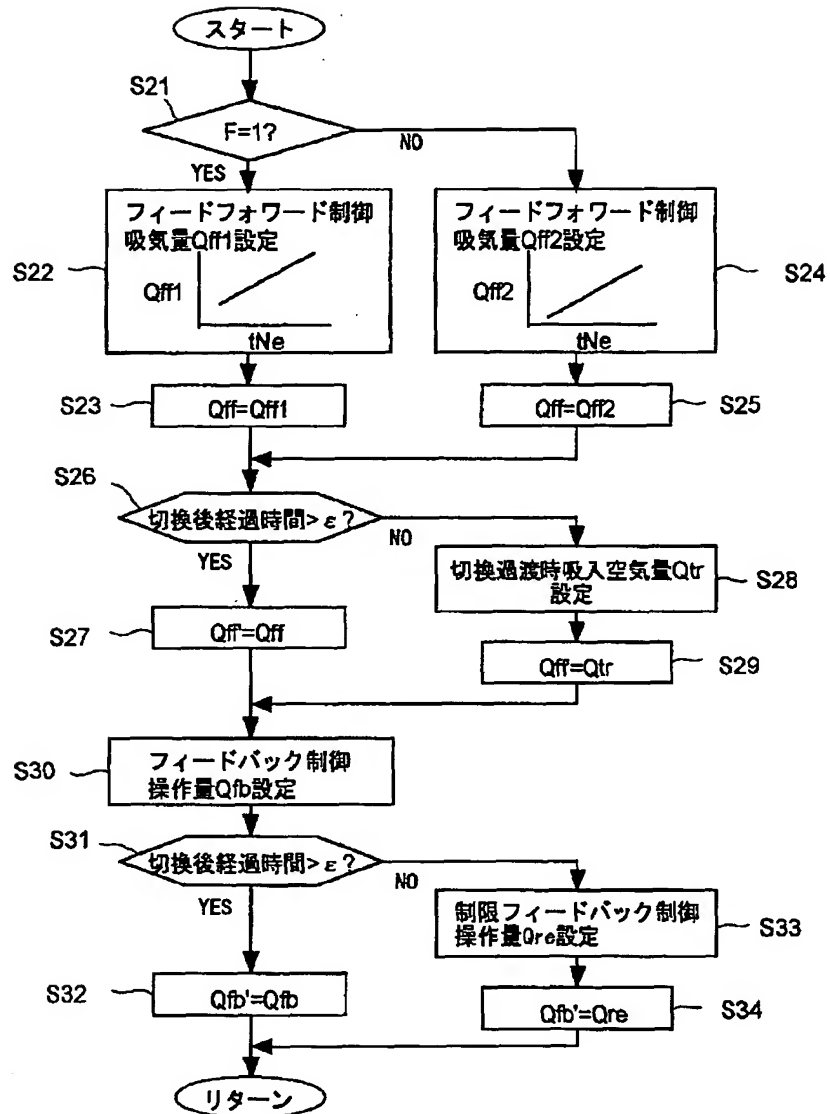 スタート
S21
F=1?
NO
YES
フィードフォワード制御
吸気量Qff1設定
Qff1
tNe
S22
フィードフォワード制御
吸気量Qff2設定
Qff2
tNe
S24
S23
Qff=Qff1
Qff=Qff2
S25
S26
切換後経過時間>ε?
NO
YES
切換過渡時吸入空気量Qtr
設定
S28
S27
Qff'=Qff
Qff'=Qtr
S29
S30
フィードバック制御
操作量Qfb設定
S31
切換後経過時間>ε?
NO
YES
制限フィードバック制御
操作量Qre設定
S33
S32
Qfb'=Qfb
Qfb'=Qre
S34
リターン